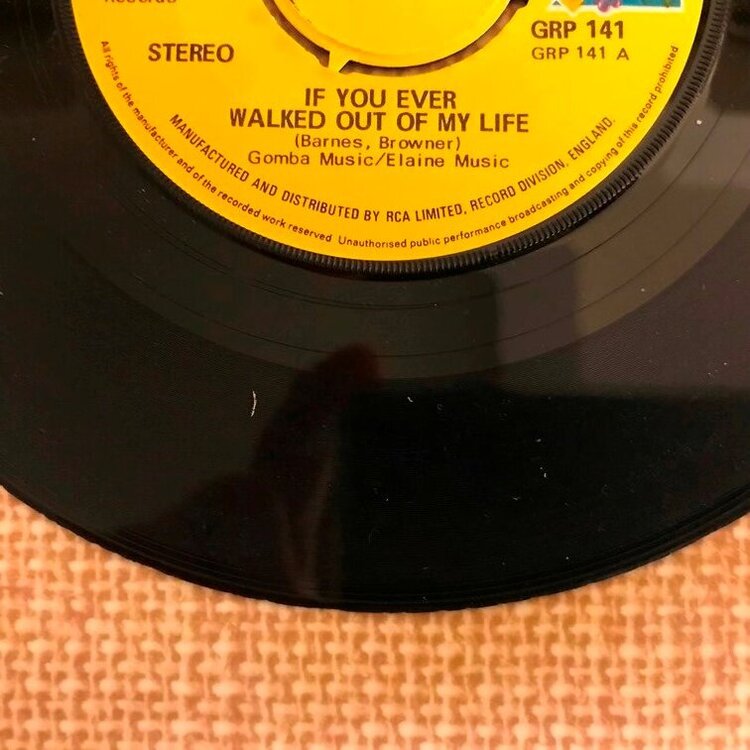 Records
STEREO
GRP 141
GRP 141 A
IF YOU EVER
WALKED OUT OF MY LIFE
(Barnes, Browner)
Gomba Music/Elaine Music
MANUFACTURED AND DISTRIBUTED BY RCA LIMITED, RECORD DIVISION, ENGLAND.
All rights of the manufacturer and of the recorded work reserved Unauthorised public performance broadcasting and copying of this record prohibited